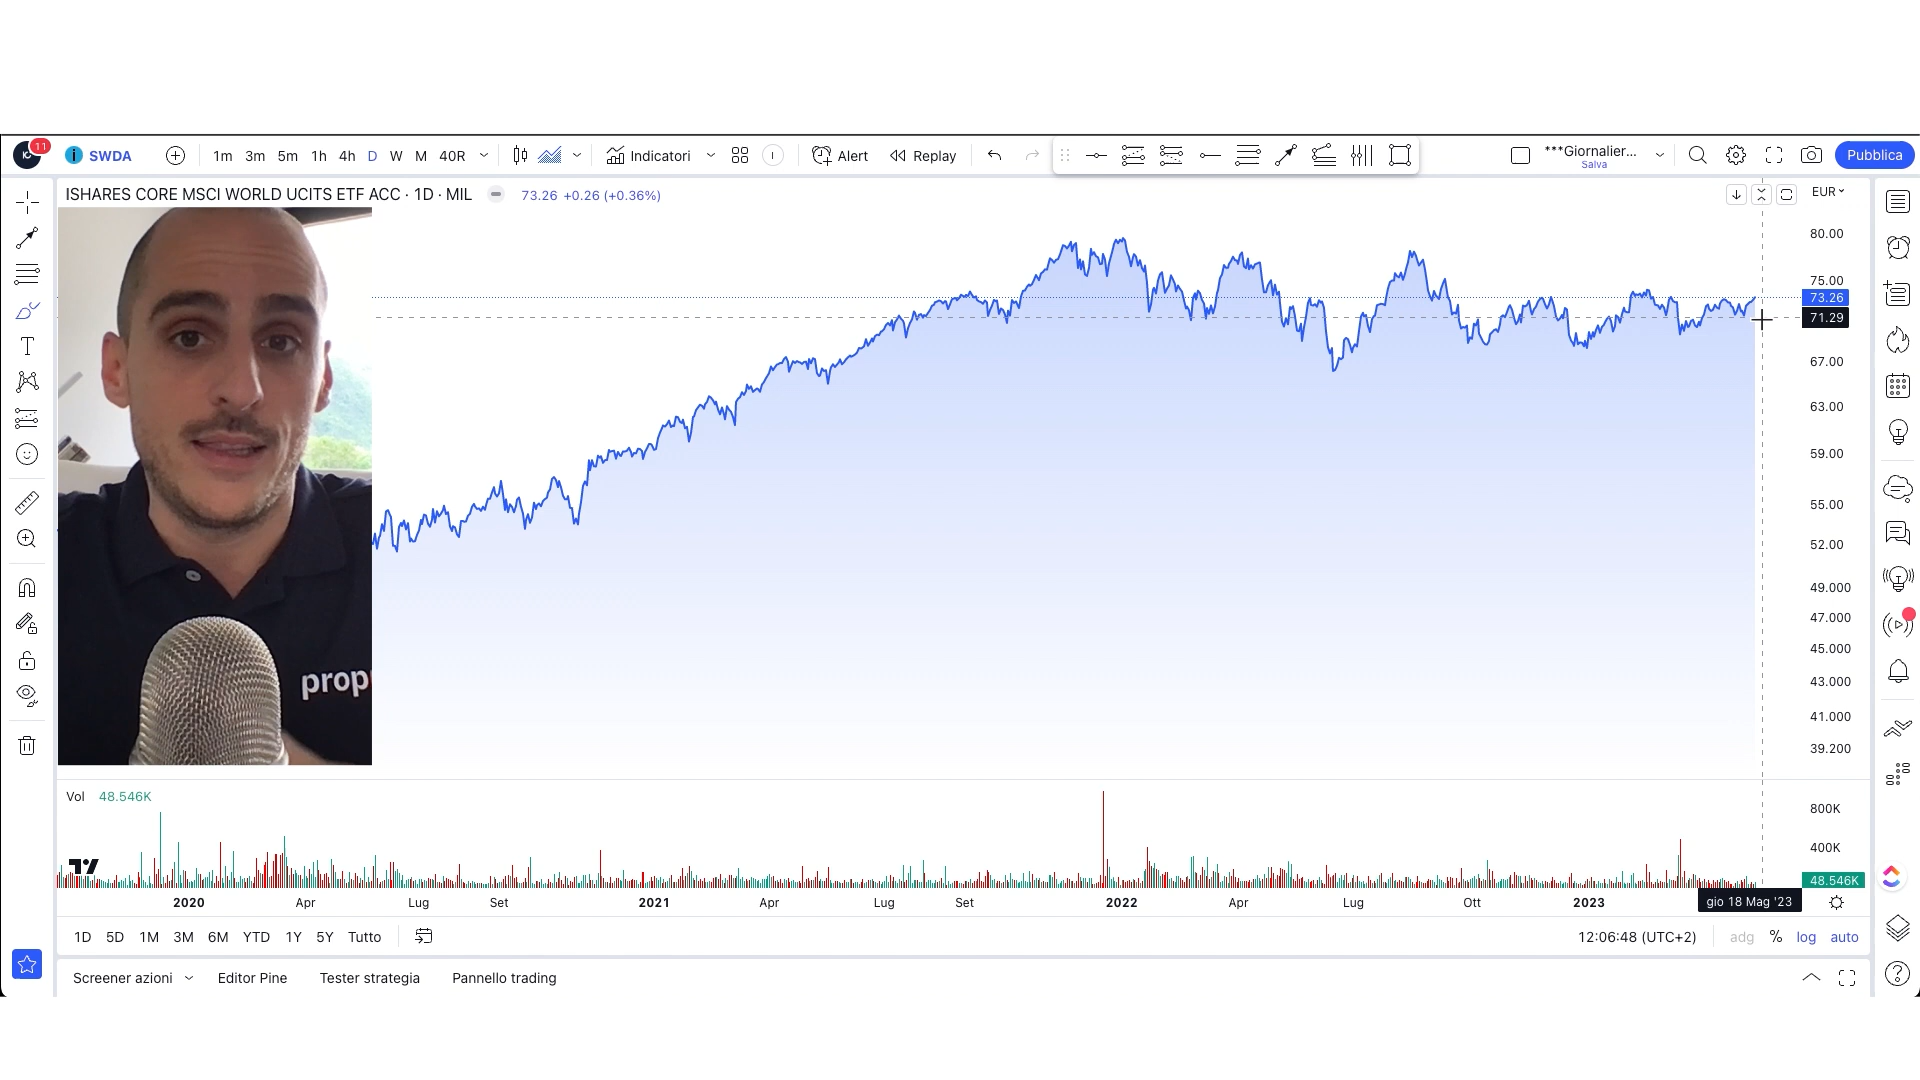 11
SWDA
1m 3m 5m 1h 4h D W M 40R
Indicatori
Alert
Replay
***Giornalier...
Salva
Pubblica
ISHARES CORE MSCI WORLD UCITS ETF ACC · 1D · MIL
73.26 +0.26 (+0.36%)
EUR
80.00
75.00
73.26
71.29
67.00
63.00
59.00
55.00
52.00
49.000
47.000
45.000
43.000
41.000
39.200
prop
Vol 48.546K
800K
400K
48.546K
2020 Apr Lug Set 2021 Apr Lug Set 2022 Apr Lug Ott 2023
gio 18 Mag '23
1D 5D 1M 3M 6M YTD 1Y 5Y Tutto
12:06:48 (UTC+2)
adg % log auto
Screener azioni
Editor Pine
Tester strategia
Pannello trading